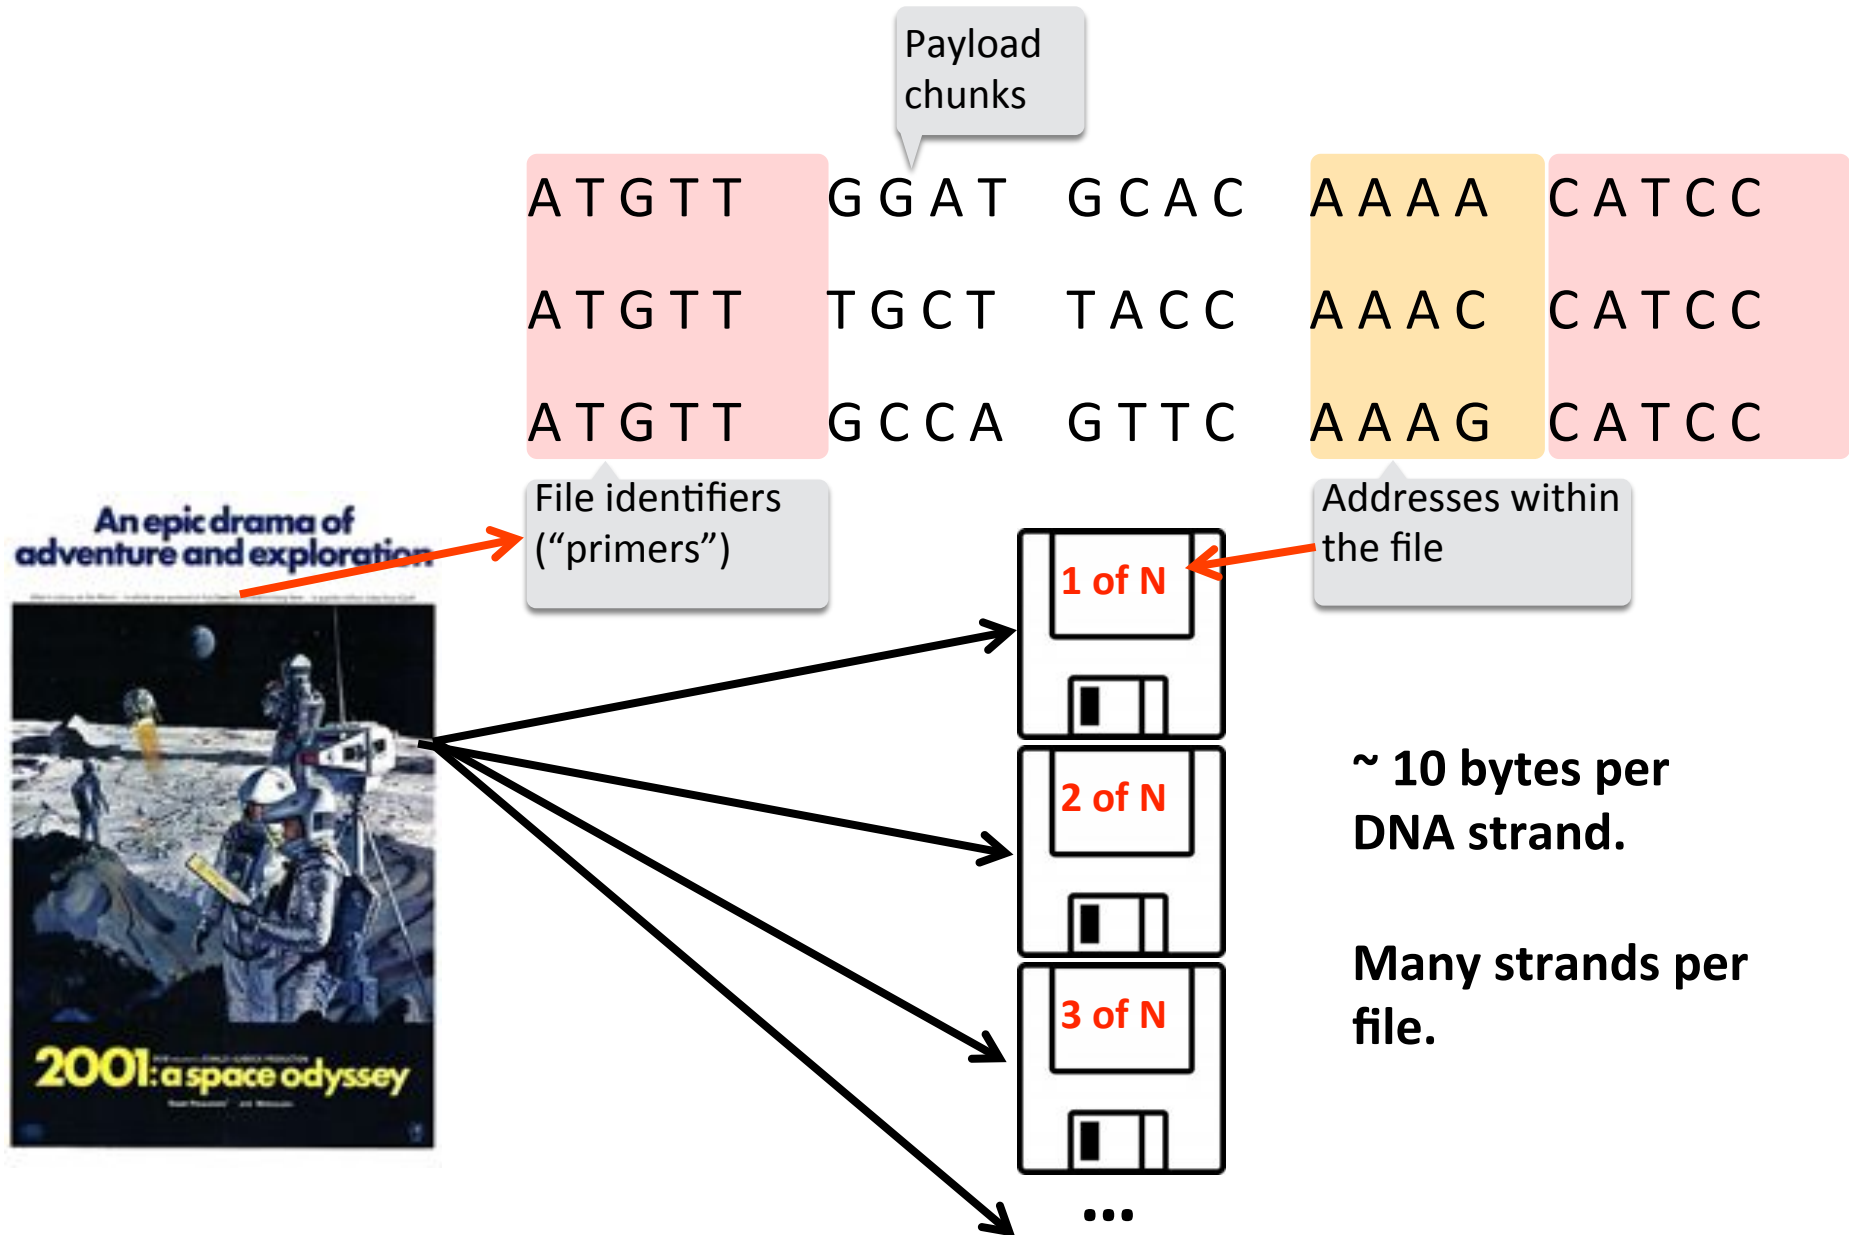 Payload
chunks
A T G T T G G A T G C A C A A A A C A T C C
A T G T T T G C T T A C C A A A C C A T C C
A T G T T G C C A G T T C A A A G C A T C C
File identifiers
(“primers”)
Addresses within
the file
An epic drama of
adventure and exploration
1 of N
2 of N
3 of N
...
~ 10 bytes per
DNA strand.
Many strands per
file.
2001: a space odyssey